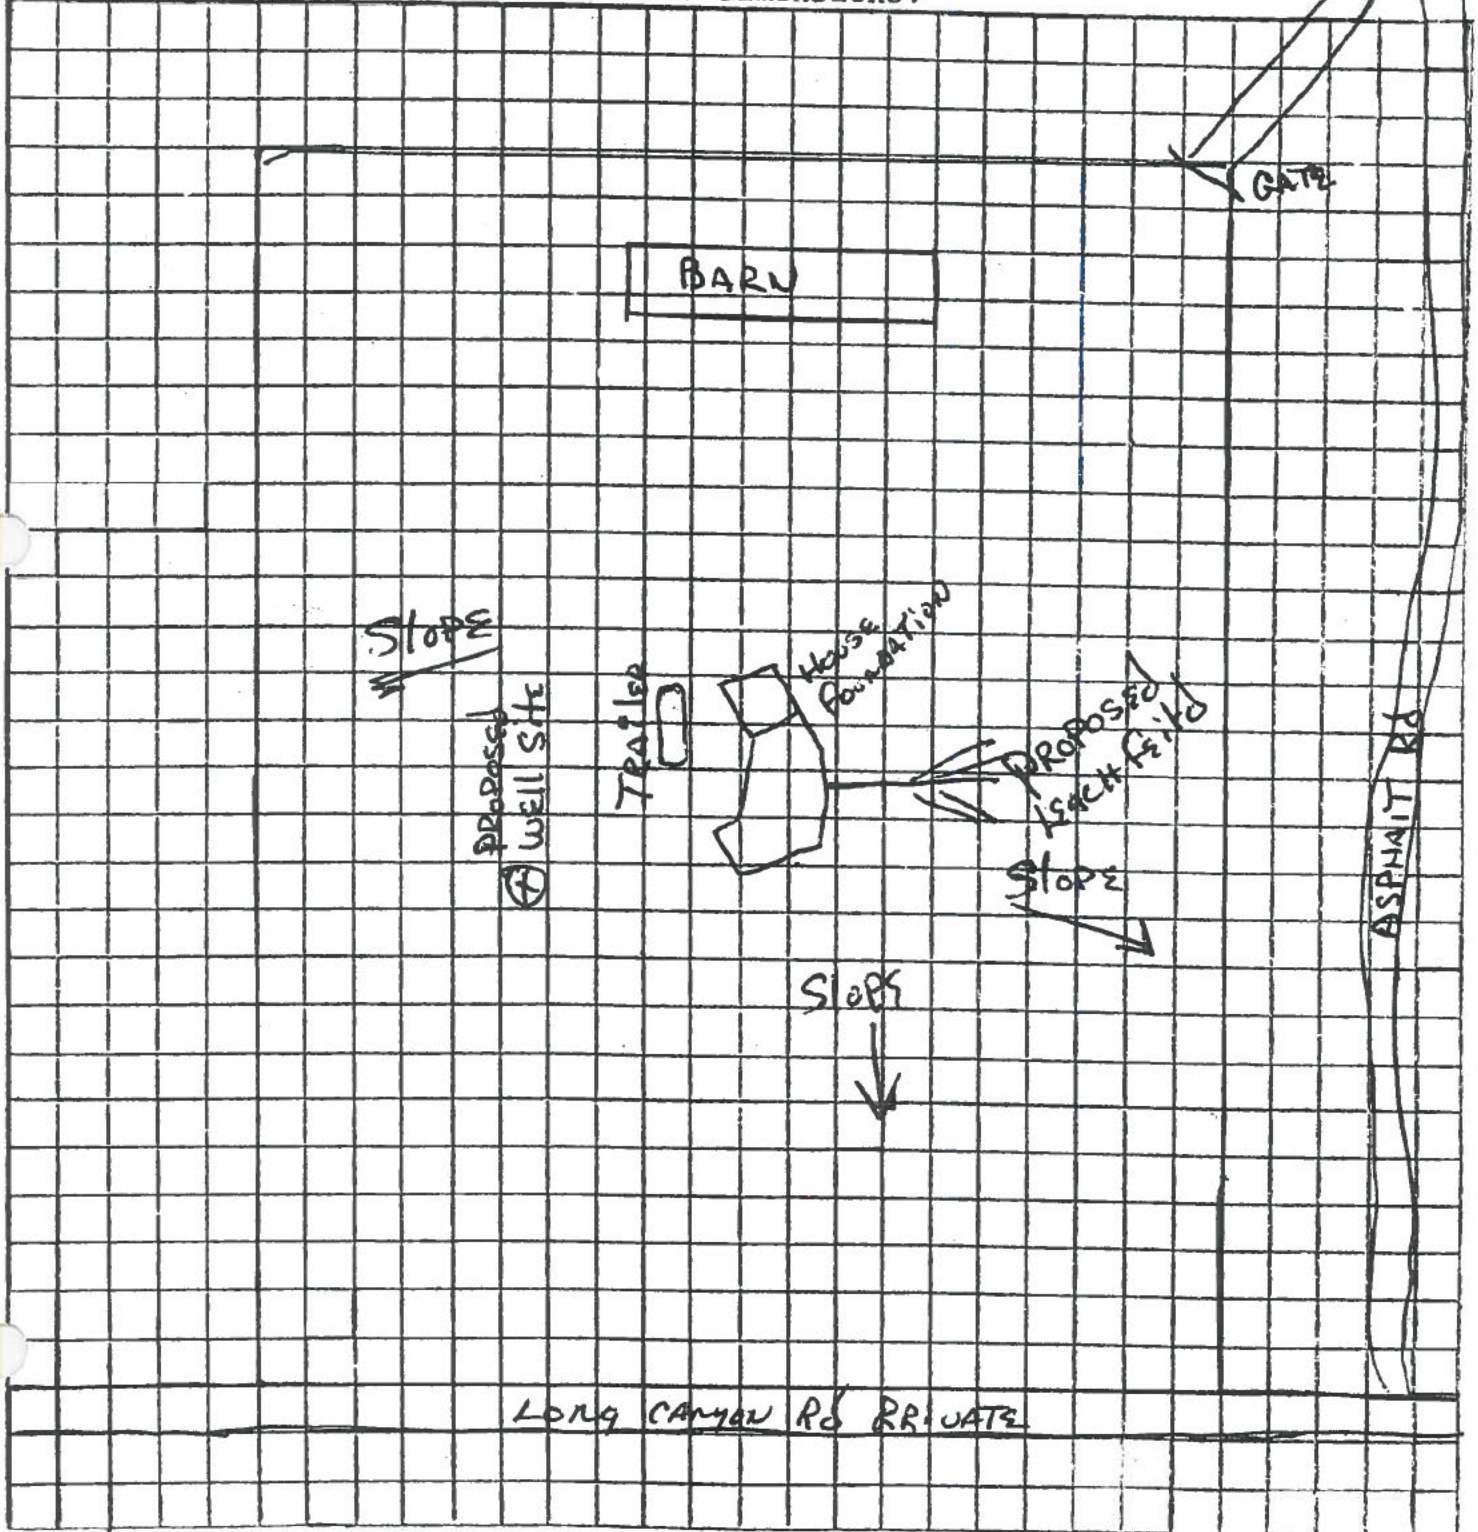 GATE
BARN
SlOPE
HOUSE
FOUNDATION
PROPOSED
WEll SitE
TRAilER
PROPOSEd
lEACH fEild
SlOPE
SlOPE
ASPHAlT Rd
LONG CANYON Rd PRIVATE